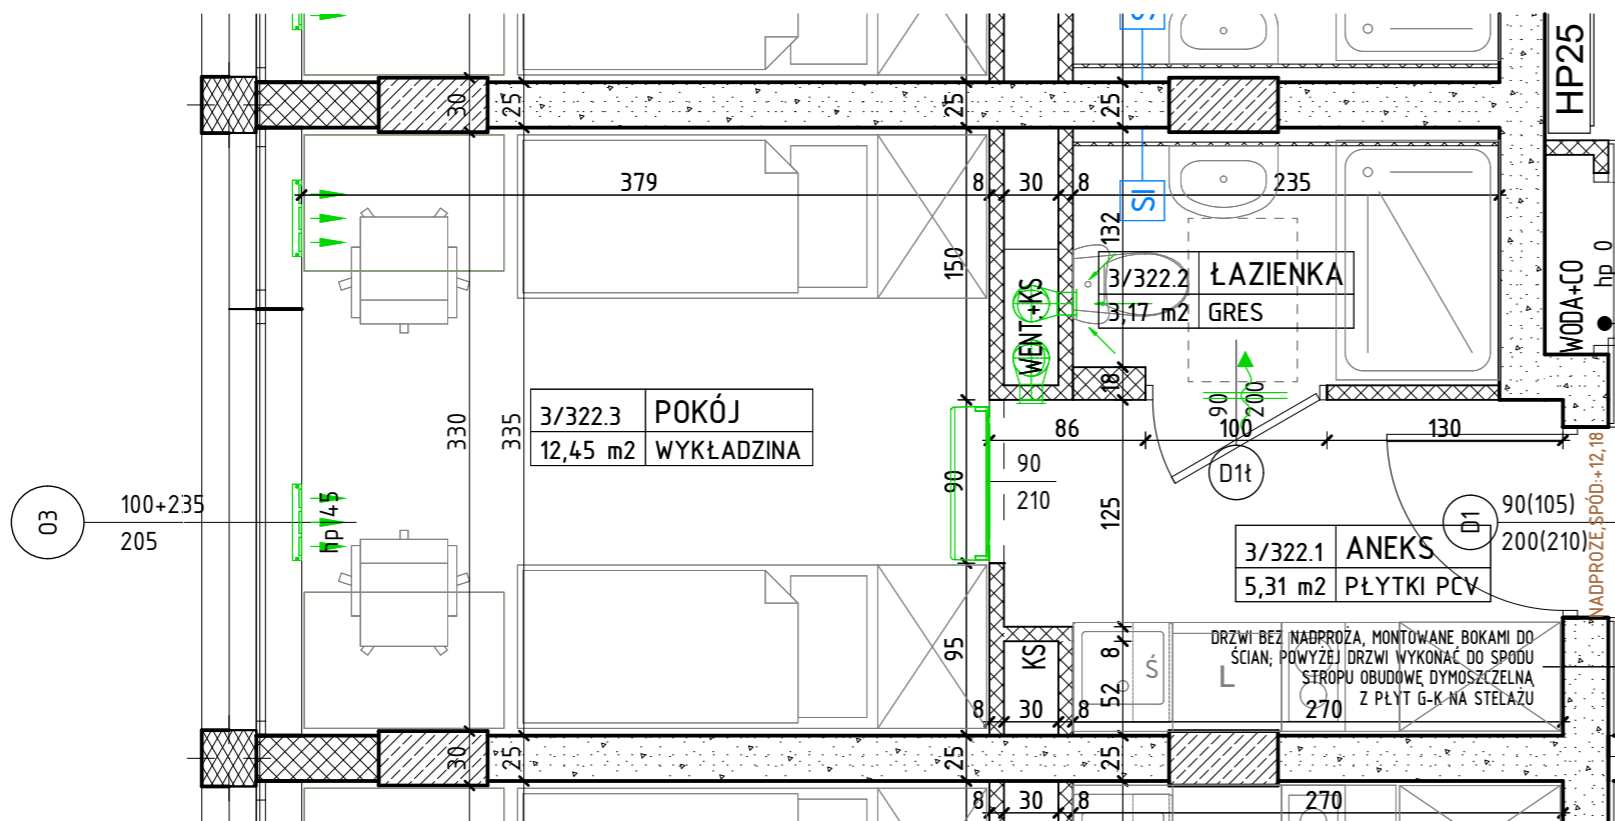 SI
HP25
30
25
25
25
379
8
30
8
235
SI
132
150
WENT.+KS
3/322.2 ŁAZIENKA
3,17 m2 GRES
WODA+CO
hp 0
18
90
200
330
335
3/322.3 POKÓJ
12,45 m2 WYKŁADZINA
86
100
130
90
90
210
D1ł
125
03
100+235
205
hp 45
D1
90(105)
200(210)
NADPROŻE,SPÓD:+12,18
3/322.1 ANEKS
5,31 m2 PŁYTKI PCV
DRZWI BEZ NADPROŻA, MONTOWANE BOKAMI DO
ŚCIAN; POWYŻEJ DRZWI WYKONAĆ DO SPODU
STROPU OBUDOWĘ DYMOSZCZELNĄ
Z PŁYT G-K NA STELAŻU
95
KS
8
52
Ś
L
8
30
8
270
30
25
25
25
8
30
8
270